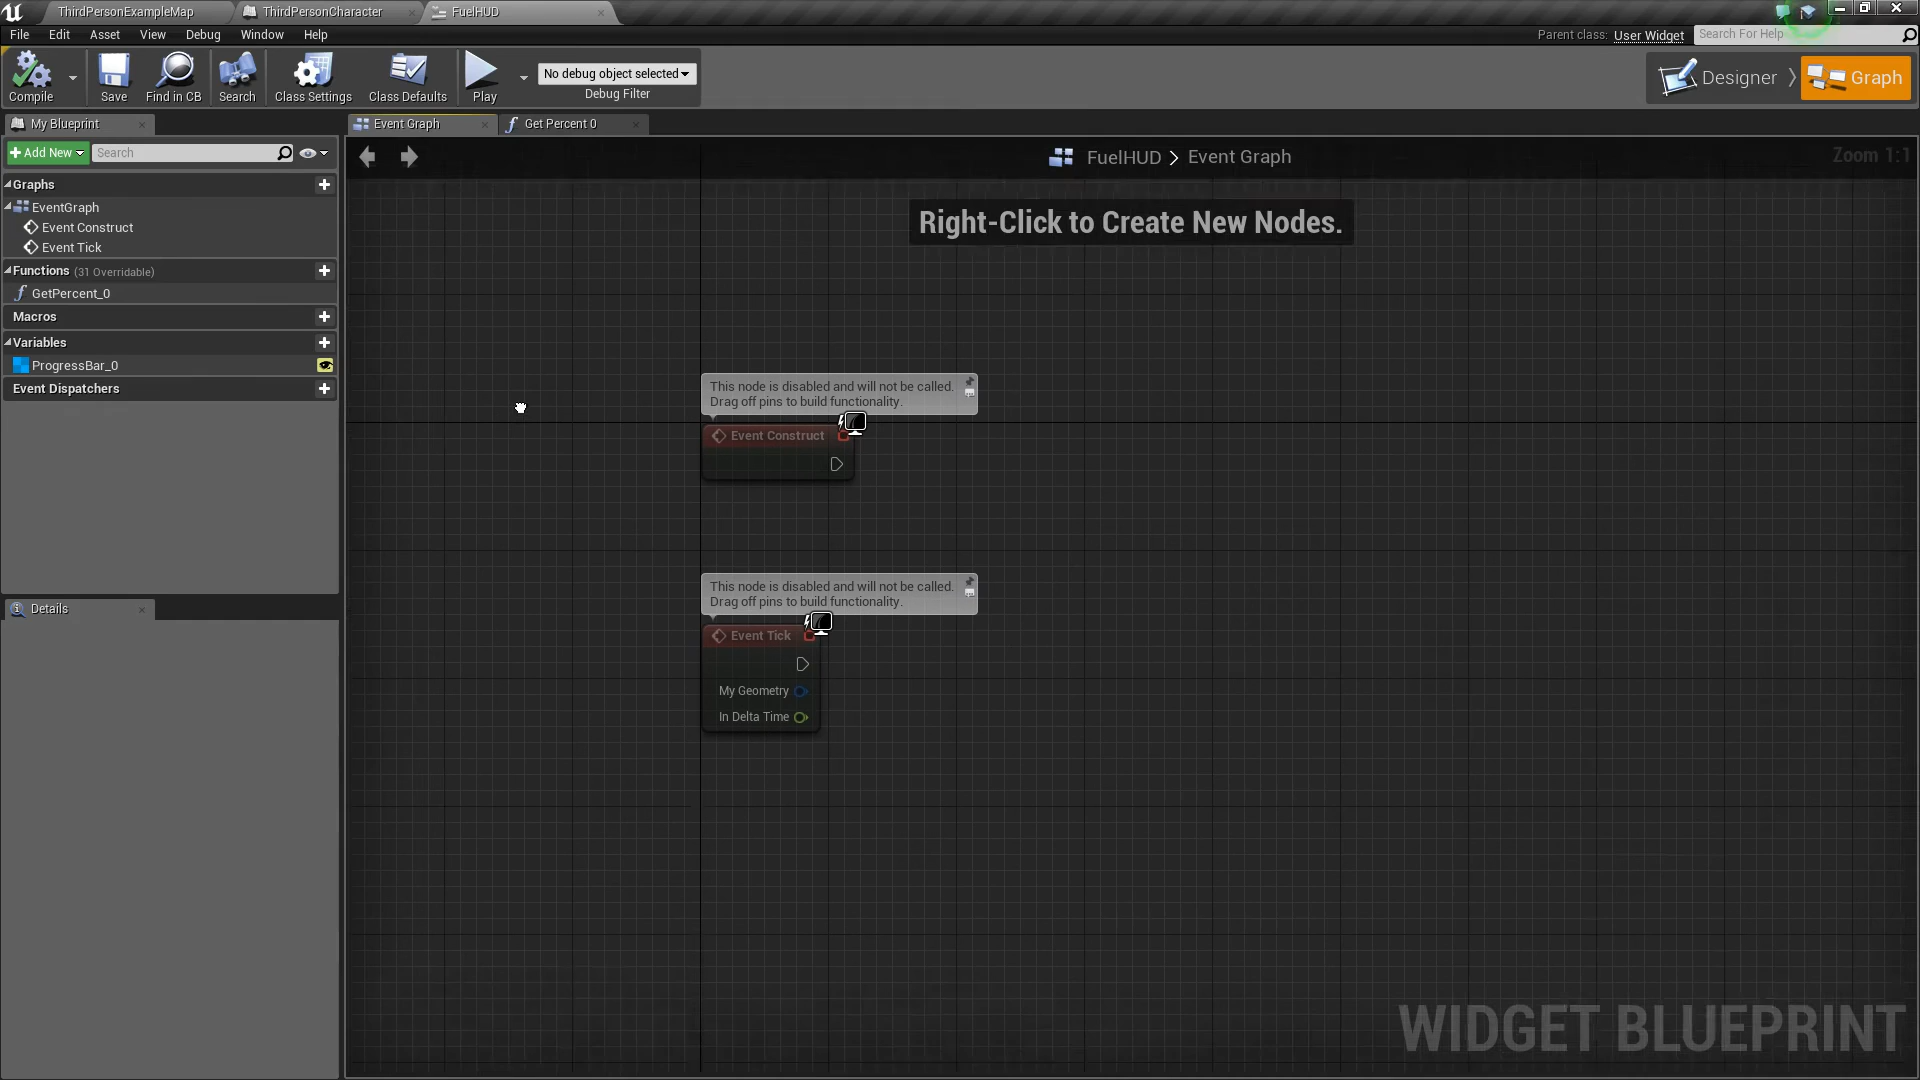 ThirdPersonExampleMap
ThirdPersonCharacter
FuelHUD
File Edit Asset View Debug Window Help
Parent class: User Widget
Search For Help
Compile
Save
Find in CB
Search
Class Settings
Class Defaults
Play
No debug object selected
Debug Filter
Designer
Graph
My Blueprint
Event Graph
Get Percent 0
Add New
Search
FuelHUD > Event Graph
Zoom 1:1
Graphs
EventGraph
Event Construct
Event Tick
Functions (31 Overridable)
GetPercent_0
Macros
Variables
ProgressBar_0
Event Dispatchers
Details
Right-Click to Create New Nodes.
This node is disabled and will not be called.
Drag off pins to build functionality.
Event Construct
This node is disabled and will not be called.
Drag off pins to build functionality.
Event Tick
My Geometry
In Delta Time
WIDGET BLUEPRINT